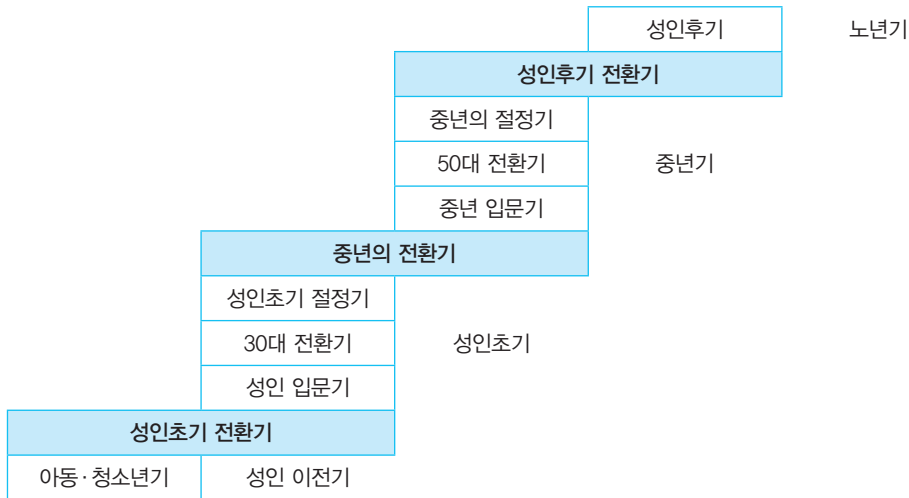 성인후기 노년기
성인후기 전환기
중년의 절정기
50대 전환기 중년기
중년 입문기
중년의 전환기
성인초기 절정기
30대 전환기 성인초기
성인 입문기
성인초기 전환기
아동·청소년기 성인 이전기